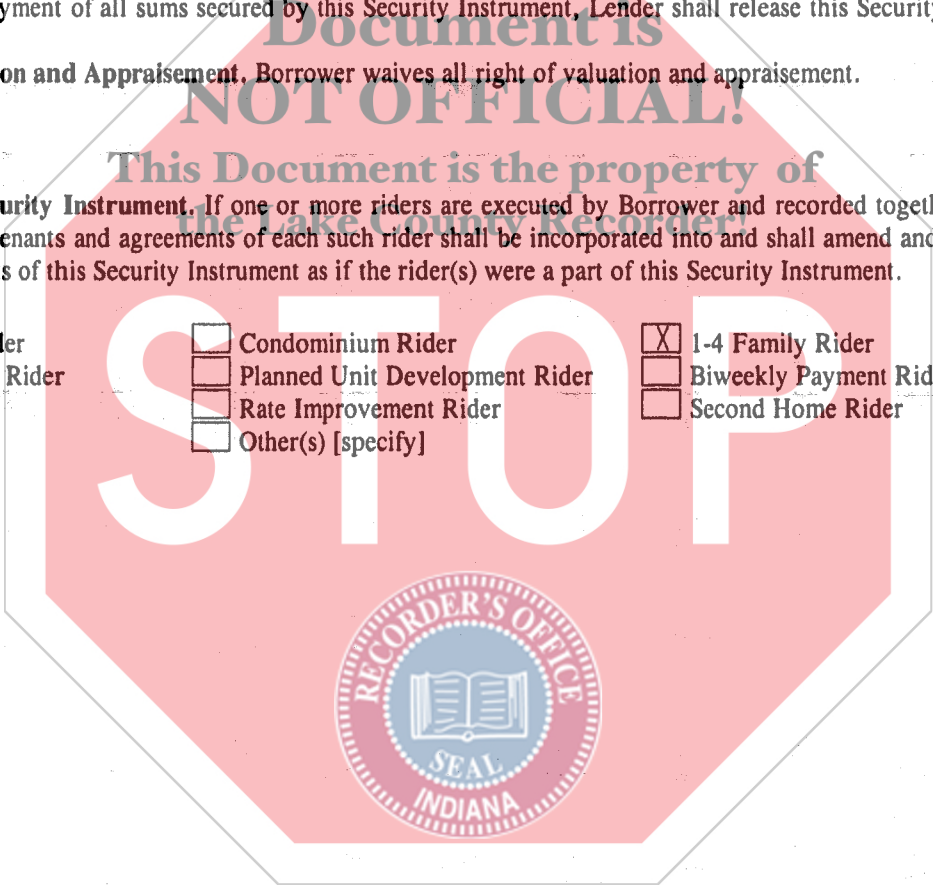 yment of all sums secured by this Security Instrument, Lender shall release this Security
Document is
on and Appraisement. Borrower waives all right of valuation and appraisement.
NOT OFFICIAL!
This Document is the property of
urity Instrument. If one or more riders are executed by Borrower and recorded togeth
the Lake County Recorder!
enants and agreements of each such rider shall be incorporated into and shall amend and
s of this Security Instrument as if the rider(s) were a part of this Security Instrument.
STOP
er Condominium Rider X 1-4 Family Rider
Rider Planned Unit Development Rider Biweekly Payment Rid
Rate Improvement Rider Second Home Rider
Other(s) [specify]
RECORDER'S OFFICE
SEAL
INDIANA